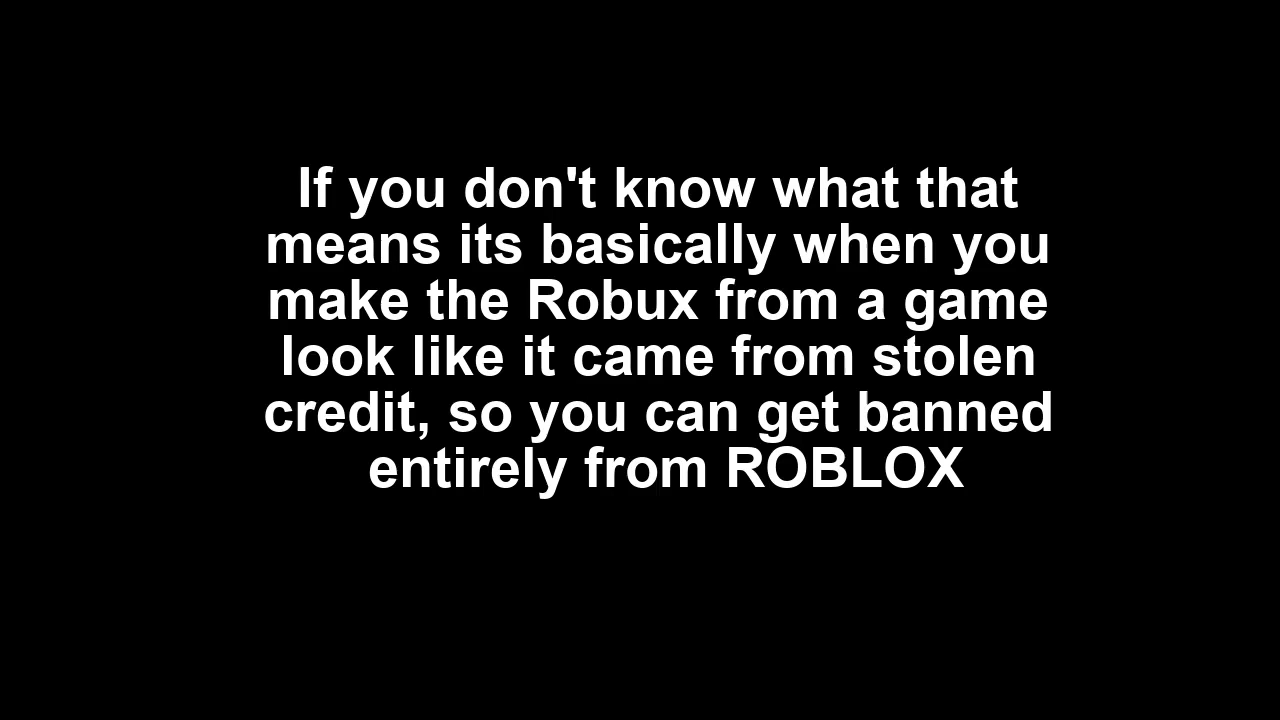 If you don't know what that
means its basically when you
make the Robux from a game
look like it came from stolen
credit, so you can get banned
entirely from ROBLOX